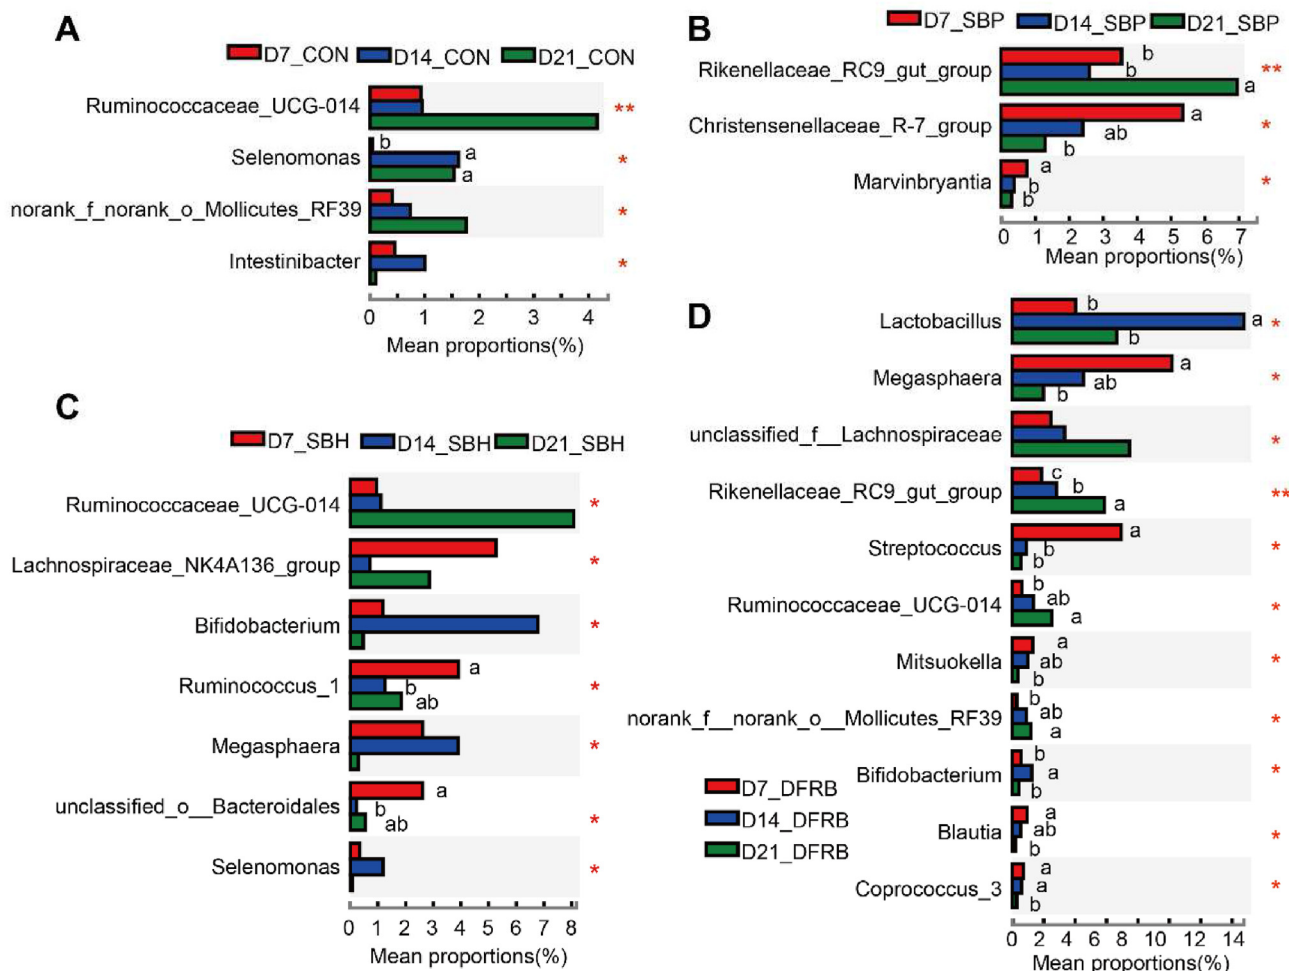 A
D7_CON D14_CON D21_CON
Ruminococcaceae_UCG-014
**
Selenomonas
b
a
a
*
norank_f_norank_o_Mollicutes_RF39
*
Intestinibacter
*
0 1 2 3 4
Mean proportions(%)
B
D7_SBP D14_SBP D21_SBP
Rikenellaceae_RC9_gut_group
b
b
a
**
Christensenellaceae_R-7_group
a
ab
b
*
Marvinbryantia
a
b
b
*
0 1 2 3 4 5 6 7
Mean proportions(%)
C
D7_SBH D14_SBH D21_SBH
Ruminococcaceae_UCG-014
*
Lachnospiraceae_NK4A136_group
*
Bifidobacterium
*
Ruminococcus_1
a
b
ab
*
Megasphaera
*
unclassified_o__Bacteroidales
a
b
ab
*
Selenomonas
*
0 1 2 3 4 5 6 7 8
Mean proportions(%)
D
Lactobacillus
b
a
b
*
Megasphaera
a
ab
b
*
unclassified_f__Lachnospiraceae
*
Rikenellaceae_RC9_gut_group
c
b
a
**
Streptococcus
a
b
b
*
Ruminococcaceae_UCG-014
b
ab
a
*
Mitsuokella
a
ab
b
*
norank_f__norank_o__Mollicutes_RF39
b
ab
a
*
Bifidobacterium
b
a
b
*
Blautia
a
ab
b
*
Coprococcus_3
a
a
b
*
D7_DFRB
D14_DFRB
D21_DFRB
0 2 4 6 8 10 12 14
Mean proportions(%)